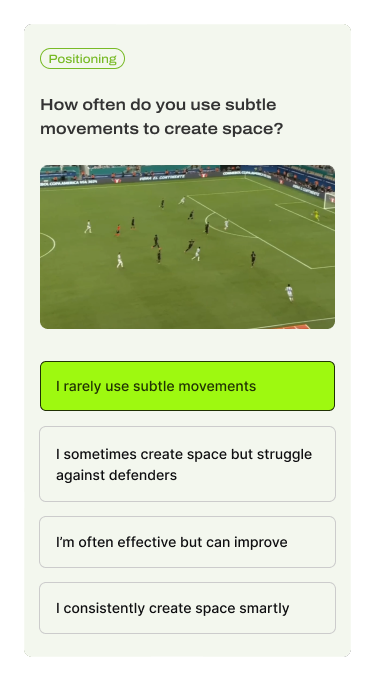 Positioning
How often do you use subtle
movements to create space?
I rarely use subtle movements
I sometimes create space but struggle
against defenders
I'm often effective but can improve
I consistently create space smartly